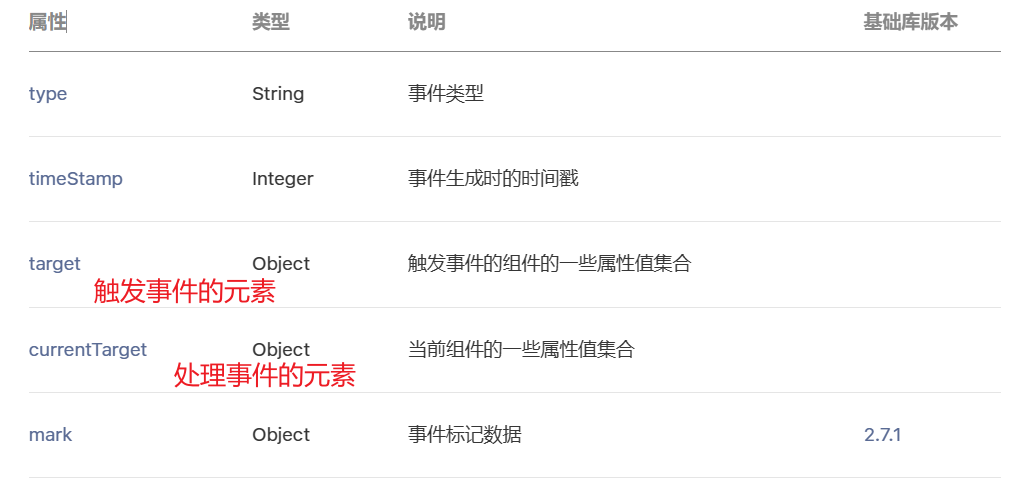 属性 类型 说明 基础库版本
type String 事件类型
timeStamp Integer 事件生成时的时间戳
target Object 触发事件的组件的一些属性值集合
触发事件的元素
currentTarget Object 当前组件的一些属性值集合
处理事件的元素
mark Object 事件标记数据 2.7.1